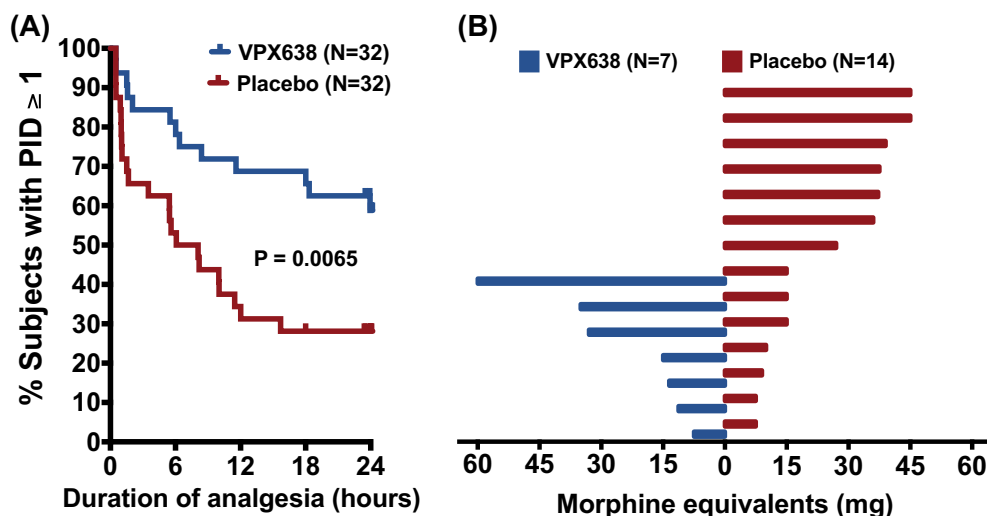 (A)
% Subjects with PID ≥ 1
100
90
80
70
60
50
40
30
20
10
0
VPX638 (N=32)
Placebo (N=32)
P = 0.0065
0 6 12 18 24
Duration of analgesia (hours)
(B)
VPX638 (N=7) Placebo (N=14)
60 45 30 15 0 15 30 45 60
Morphine equivalents (mg)